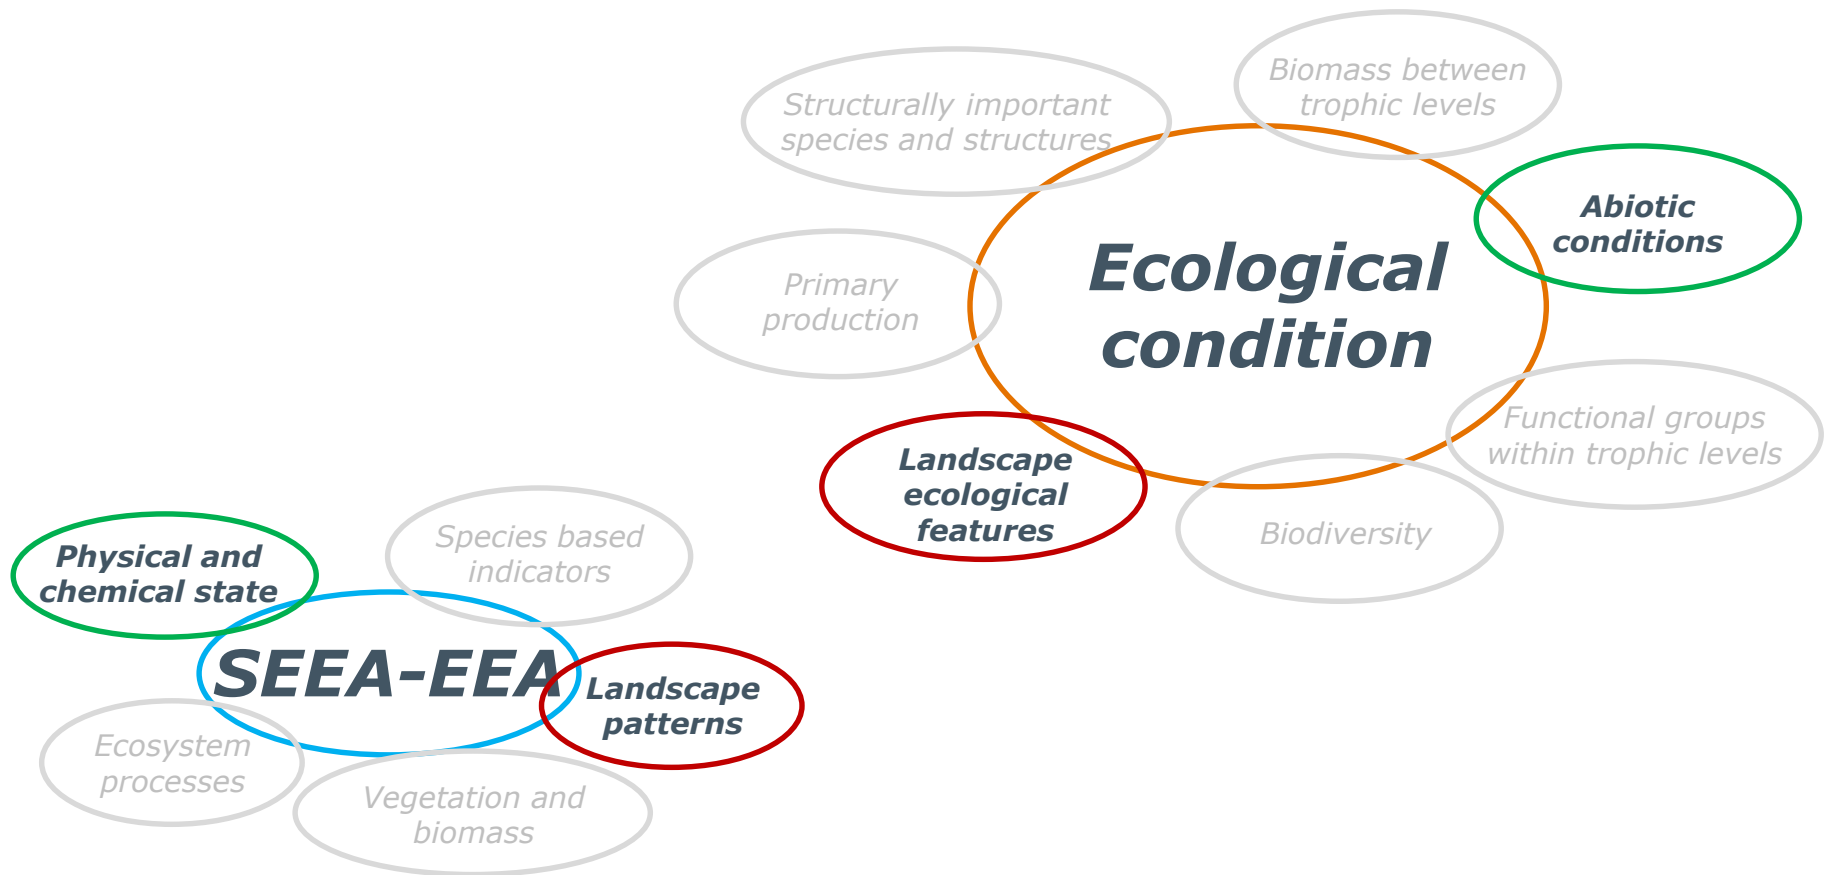 Biomass between
trophic levels
Structurally important
species and structures
Abiotic
conditions
Ecological
condition
Primary
production
Functional groups
within trophic levels
Landscape
ecological
features
Biodiversity
Species based
indicators
Physical and
chemical state
SEEA-EEA
Landscape
patterns
Ecosystem
processes
Vegetation and
biomass